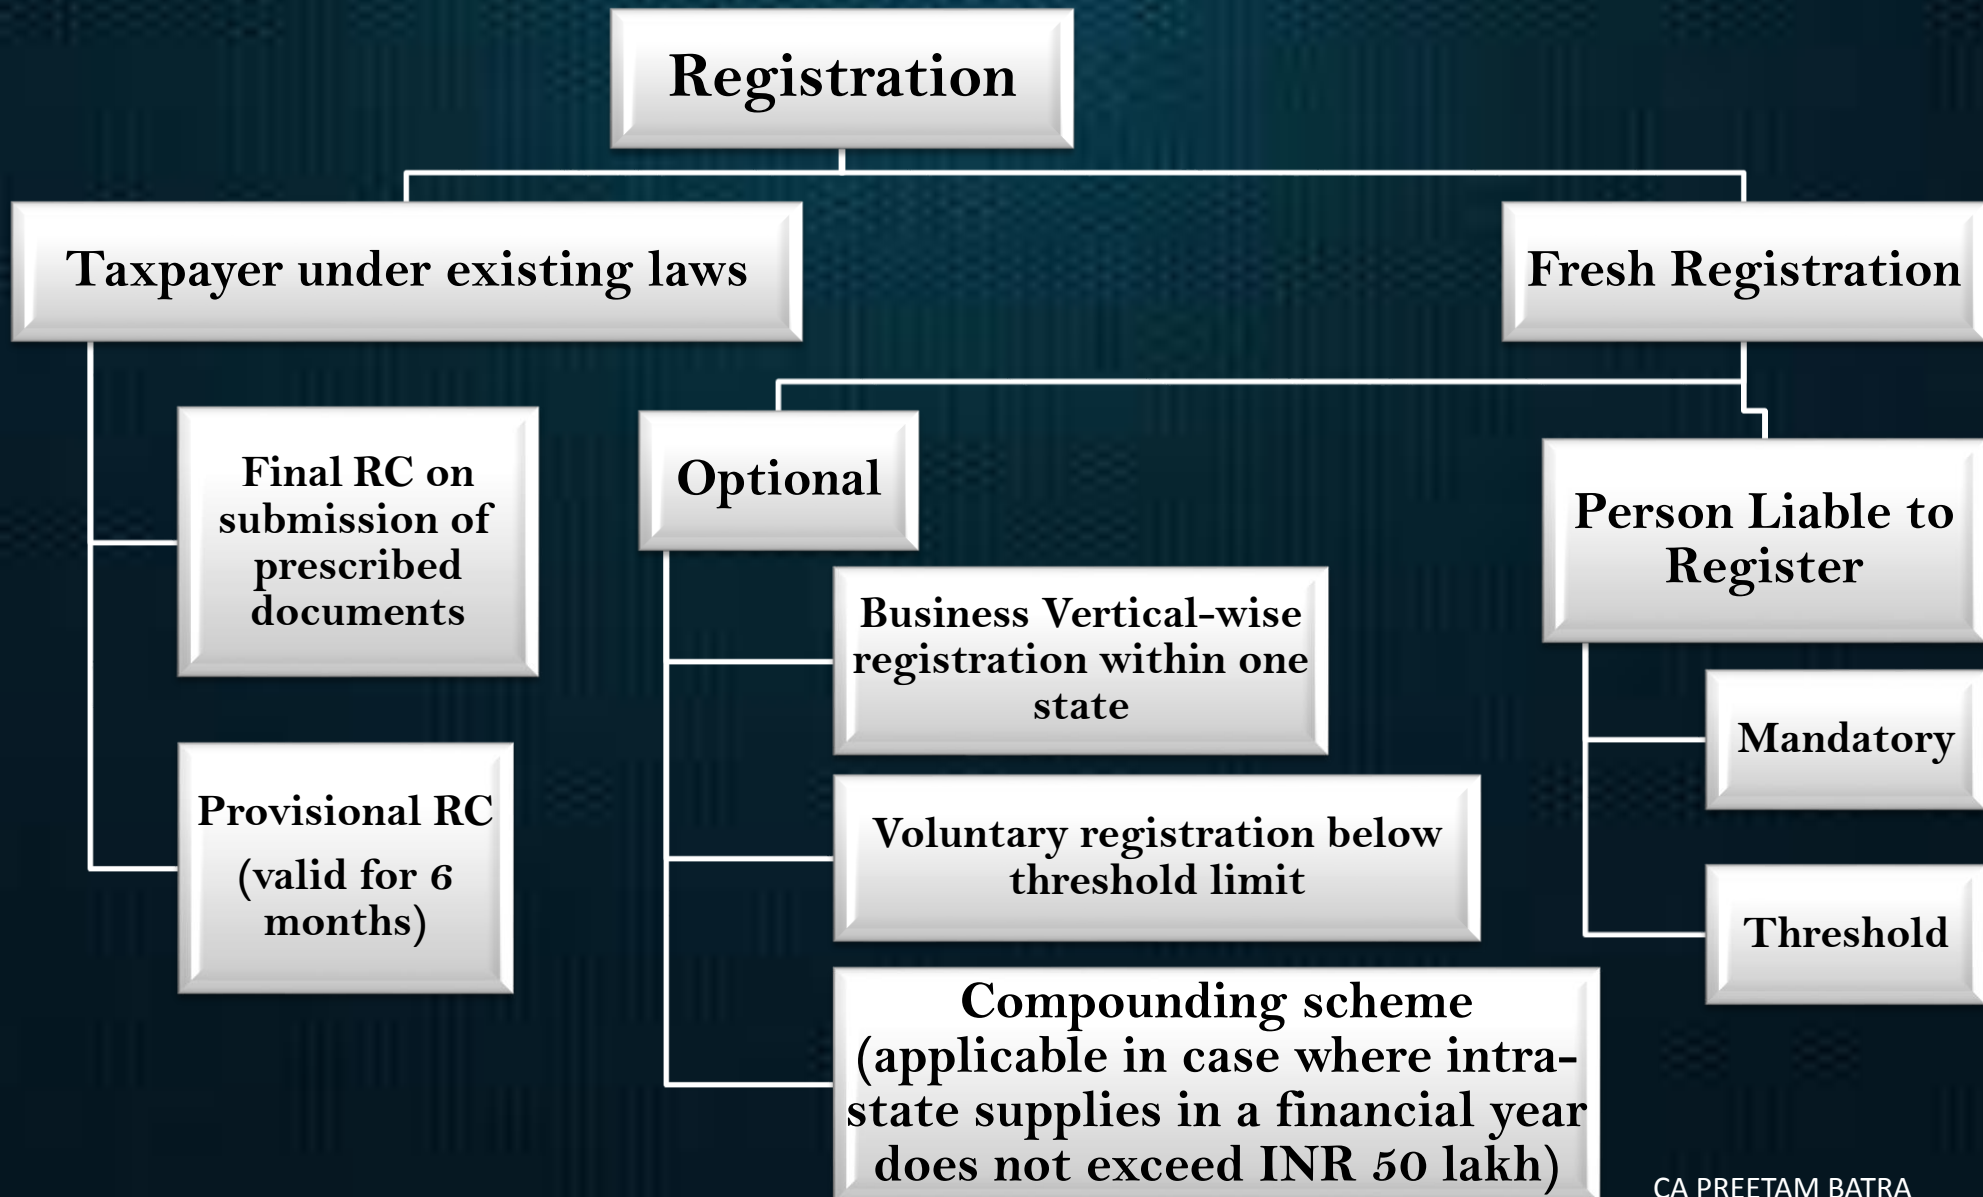 Registration
Taxpayer under existing laws
Fresh Registration
Final RC on
submission of
prescribed
documents
Provisional RC
(valid for 6
months)
Optional
Business Vertical-wise
registration within one
state
Voluntary registration below
threshold limit
Compounding scheme
(applicable in case where intra-
state supplies in a financial year
does not exceed INR 50 lakh)
Person Liable to
Register
Mandatory
Threshold
CA PREETAM BATRA